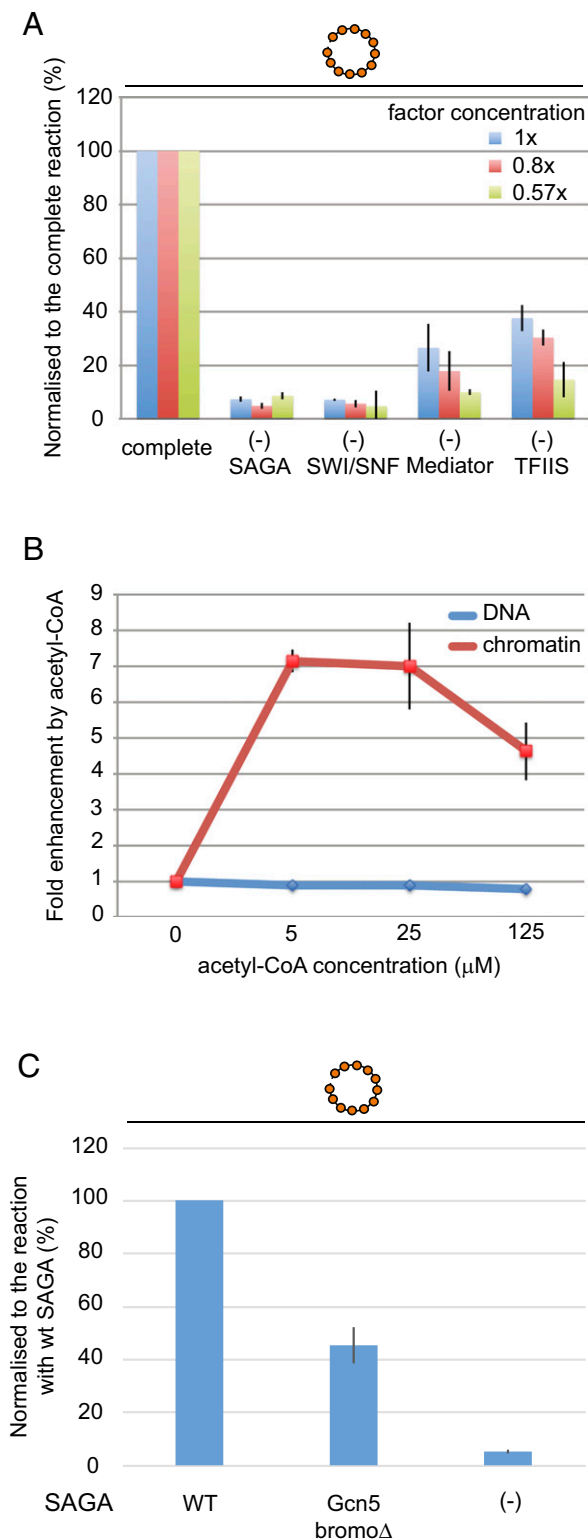 A
Normalised to the complete reaction (%)
120
100
80
60
40
20
0
factor concentration
1x
0.8x
0.57x
complete
(-)
SAGA
(-)
SWI/SNF
(-)
Mediator
(-)
TFIIS
B
Fold enhancement by acetyl-CoA
9
8
7
6
5
4
3
2
1
0
DNA
chromatin
0
5
25
125
acetyl-CoA concentration (μM)
C
Normalised to the reaction
with wt SAGA (%)
120
100
80
60
40
20
0
SAGA
WT
Gcn5
bromoΔ
(-)